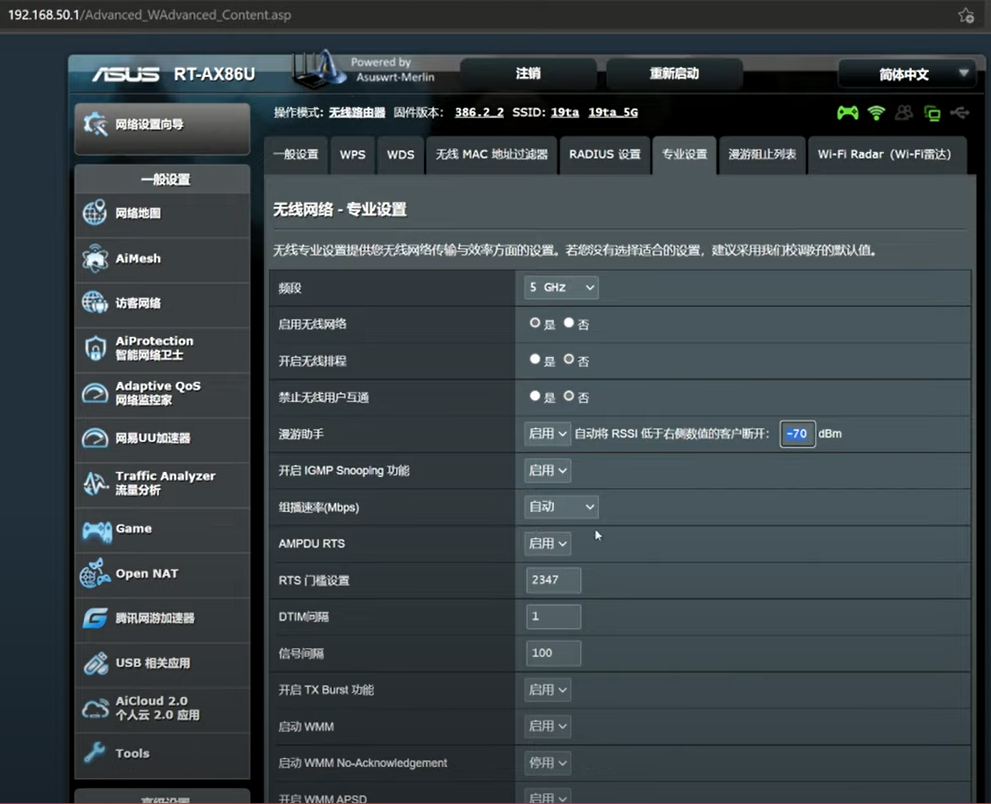 192.168.50.1/Advanced_WAdvanced_Content.asp
ASUS RT-AX86U
Powered by
Asuswrt-Merlin
注销
重新启动
简体中文
操作模式: 无线路由器 固件版本: 386.2_2 SSID: 19ta 19ta_5G
网络设置向导
一般设置
网络地图
AiMesh
访客网络
AiProtection
智能网络卫士
Adaptive QoS
网络监控家
网易UU加速器
Traffic Analyzer
流量分析
Game
Open NAT
腾讯网游加速器
USB 相关应用
AiCloud 2.0
个人云 2.0 应用
Tools
高级设置
一般设置 WPS WDS 无线 MAC 地址过滤器 RADIUS 设置 专业设置 漫游阻止列表 Wi-Fi Radar (Wi-Fi雷达)
无线网络 - 专业设置
无线专业设置提供您无线网络传输与效率方面的设置。若您没有选择适合的设置，建议采用我们校调好的默认值。
频段 5 GHz
启用无线网络 是 否
开启无线排程 是 否
禁止无线用户互通 是 否
漫游助手 启用 自动将 RSSI 低于右侧数值的客户断开: -70 dBm
开启 IGMP Snooping 功能 启用
组播速率(Mbps) 自动
AMPDU RTS 启用
RTS 门槛设置 2347
DTIM间隔 1
信号间隔 100
开启 TX Burst 功能 启用
启动 WMM 启用
启动 WMM No-Acknowledgement 停用
开启 WMM APSD 启用